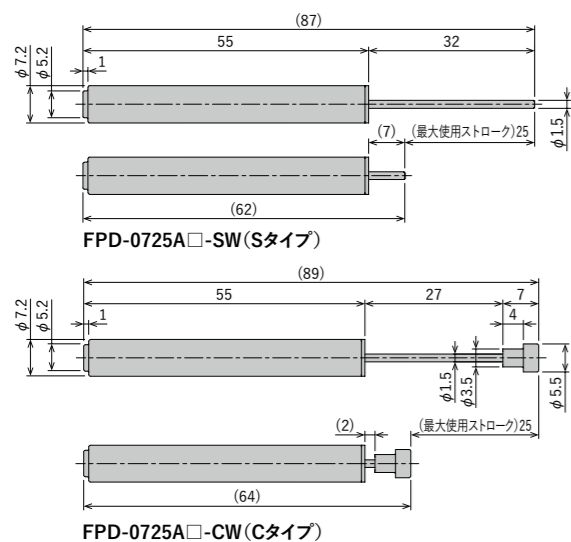 (87)
55 32
φ7.2 φ5.2 1 φ1.5
(7) (最大使用ストローク)25
(62)
FPD-0725A□-SW(Sタイプ)
(89)
55 27 7
φ7.2 φ5.2 1 4
φ1.5 φ3.5 φ5.5
(2) (最大使用ストローク)25
(64)
FPD-0725A□-CW(Cタイプ)